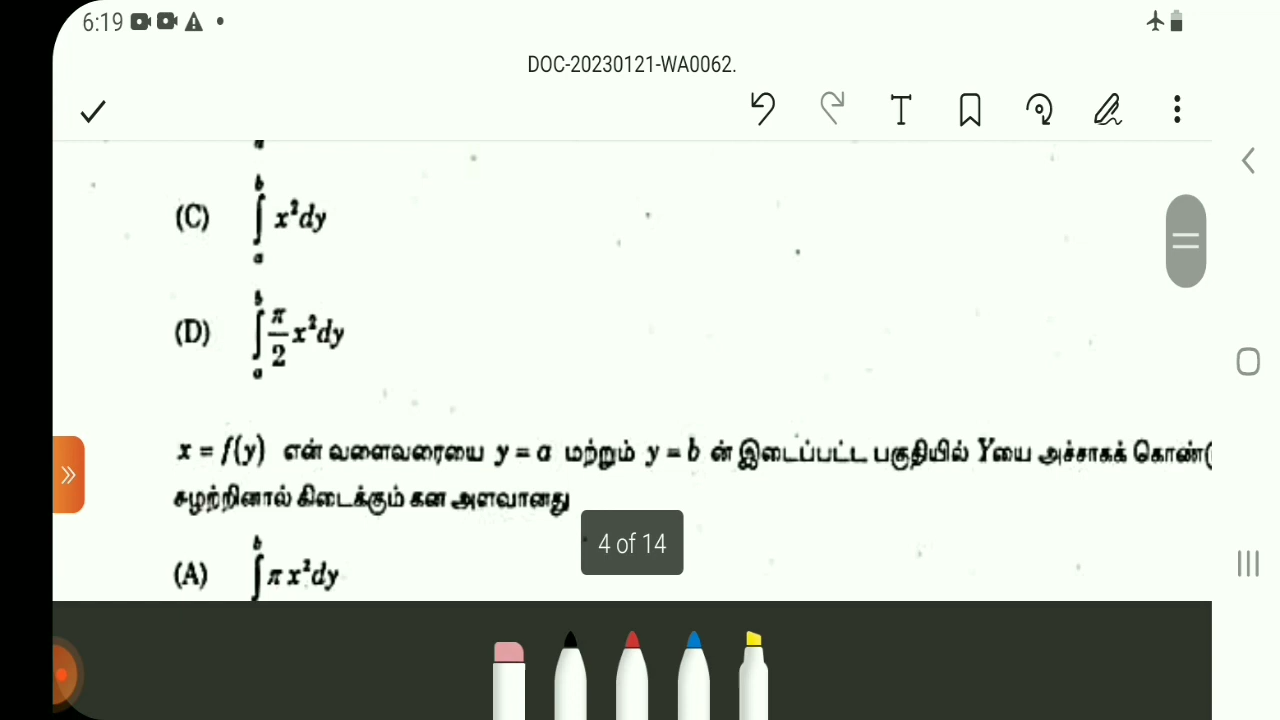 6:19
DOC-20230121-WA0062.
(C) ∫ₐᵇ x²dy
(D) ∫ₐᵇ π/2 x²dy
x = f(y) என் வளைவரையை y = a மற்றும் y = b ன் இடைப்பட்ட பகுதியில் Yயை அச்சாகக்
சுழற்றினால் கிடைக்கும் கன அளவானது
4 of 14
(A) ∫ᵇ π x²dy